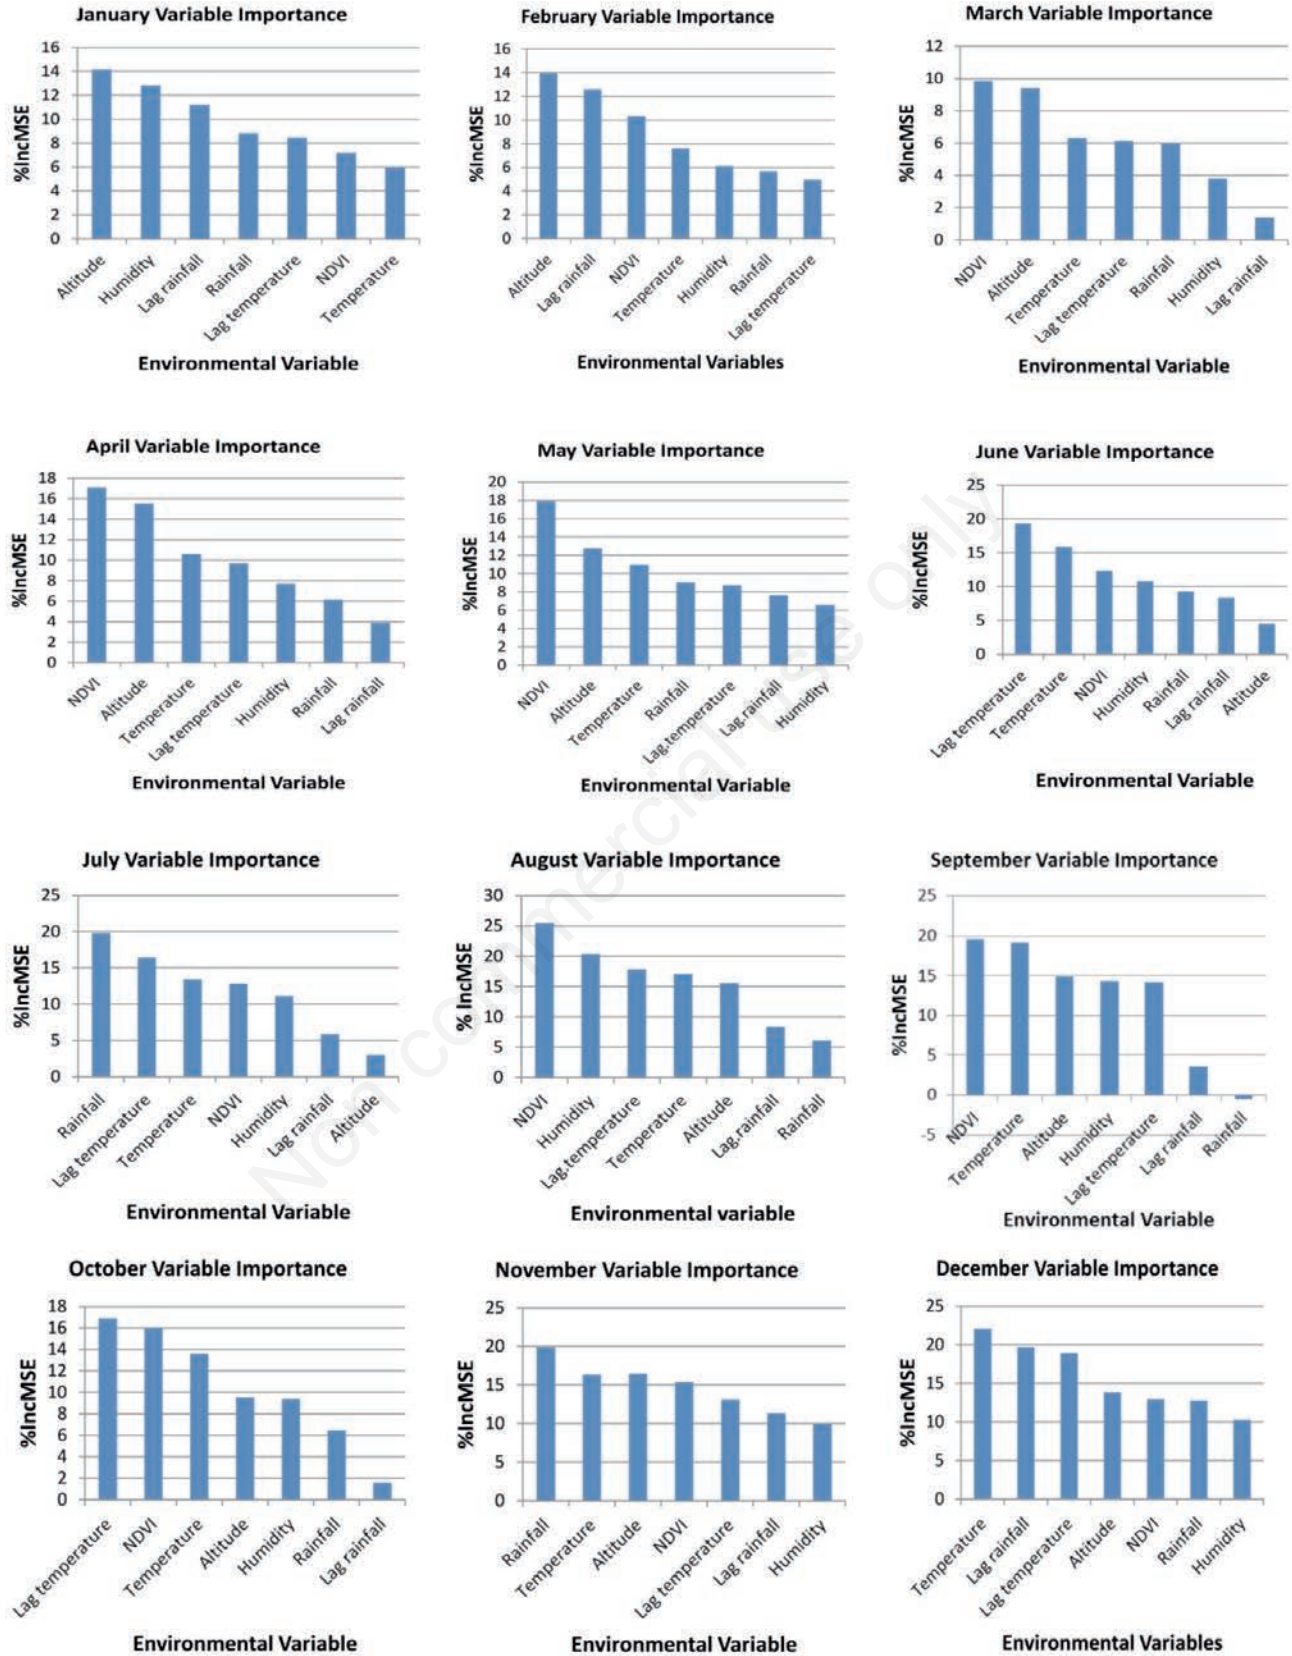 January Variable Importance
%IncMSE
16
14
12
10
8
6
4
2
0
Altitude
Humidity
Lag rainfall
Rainfall
Lag temperature
NDVI
Temperature
Environmental Variable
February Variable Importance
%IncMSE
16
14
12
10
8
6
4
2
0
Altitude
Lag rainfall
NDVI
Temperature
Humidity
Rainfall
Lag temperature
Environmental Variables
March Variable Importance
%IncMSE
12
10
8
6
4
2
0
NDVI
Altitude
Temperature
Lag temperature
Rainfall
Humidity
Lag rainfall
Environmental Variable
April Variable Importance
%IncMSE
18
16
14
12
10
8
6
4
2
0
NDVI
Altitude
Temperature
Lag temperature
Humidity
Rainfall
Lag rainfall
Environmental Variable
May Variable Importance
%IncMSE
20
18
16
14
12
10
8
6
4
2
0
NDVI
Altitude
Temperature
Rainfall
Lag.temperature
Lag.rainfall
Humidity
Environmental Variable
June Variable Importance
%IncMSE
25
20
15
10
5
0
Lag temperature
Temperature
NDVI
Humidity
Rainfall
Lag rainfall
Altitude
Environmental Variable
July Variable Importance
%IncMSE
25
20
15
10
5
0
Rainfall
Lag temperature
Temperature
NDVI
Humidity
Lag rainfall
Altitude
Environmental Variable
August Variable Importance
% IncMSE
30
25
20
15
10
5
0
NDVI
Humidity
Lag.temperature
Temperature
Altitude
Lag.rainfall
Rainfall
Environmental variable
September Variable Importance
%IncMSE
25
20
15
10
5
0
-5
NDVI
Temperature
Altitude
Humidity
Lag temperature
Lag rainfall
Rainfall
Environmental Variable
October Variable Importance
%IncMSE
18
16
14
12
10
8
6
4
2
0
Lag temperature
NDVI
Temperature
Altitude
Humidity
Rainfall
Lag rainfall
Environmental Variable
November Variable Importance
%IncMSE
25
20
15
10
5
0
Rainfall
Temperature
Altitude
NDVI
Lag temperature
Lag rainfall
Humidity
Environmental Variable
December Variable Importance
%IncMSE
25
20
15
10
5
0
Temperature
Lag rainfall
Lag temperature
Altitude
NDVI
Rainfall
Humidity
Environmental Variables
Non commercial use only